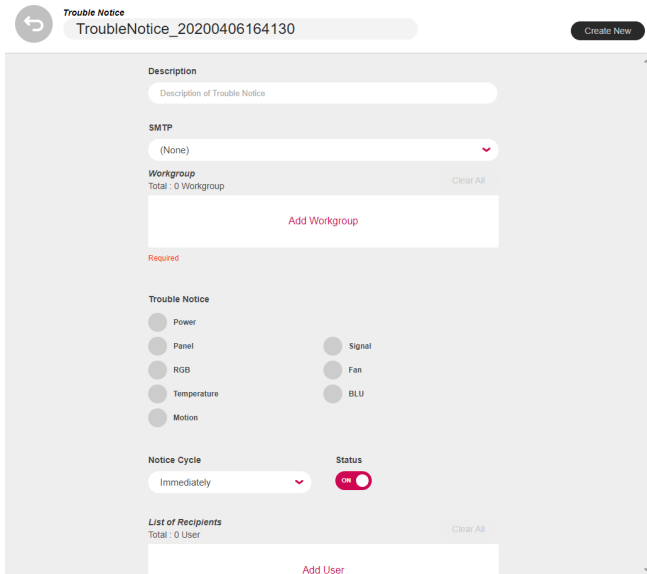 Trouble Notice
TroubleNotice_20200406164130
Create New
Description
Description of Trouble Notice
SMTP
(None)
Workgroup
Total : 0 Workgroup
Clear All
Add Workgroup
Required
Trouble Notice
Power
Panel
Signal
RGB
Fan
Temperature
BLU
Motion
Notice Cycle
Status
Immediately
ON
List of Recipients
Total : 0 User
Clear All
Add User